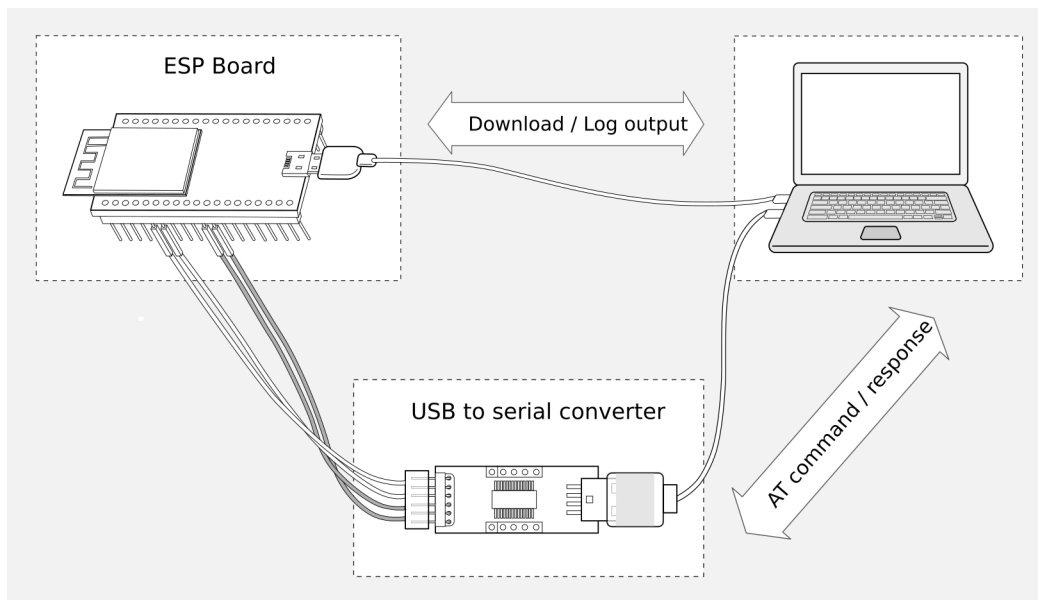 ESP Board
Download / Log output
USB to serial converter
AT command / response